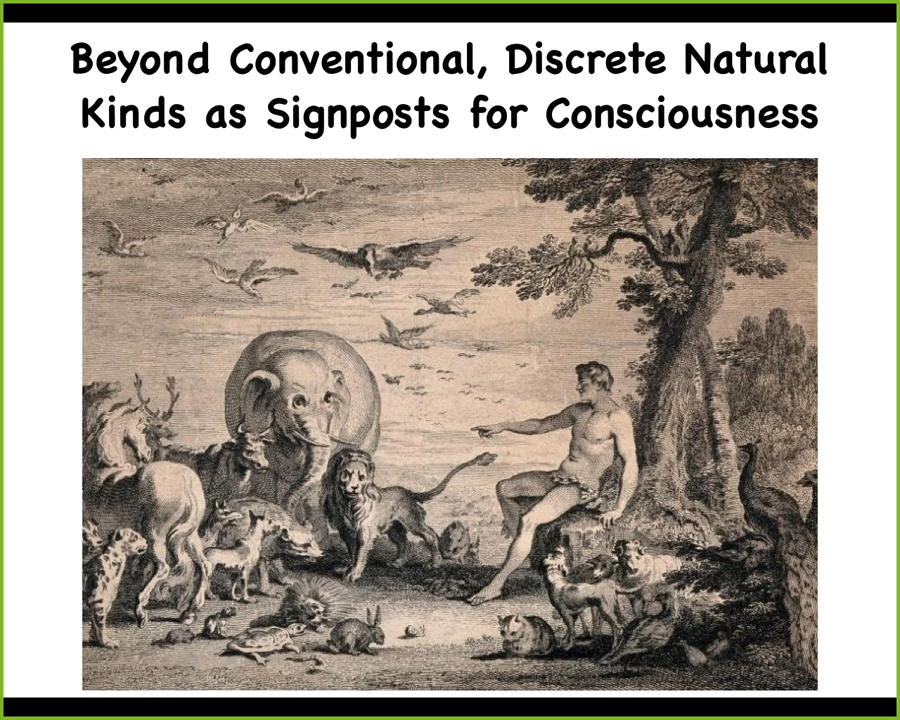 Beyond Conventional, Discrete Natural
Kinds as Signposts for Consciousness